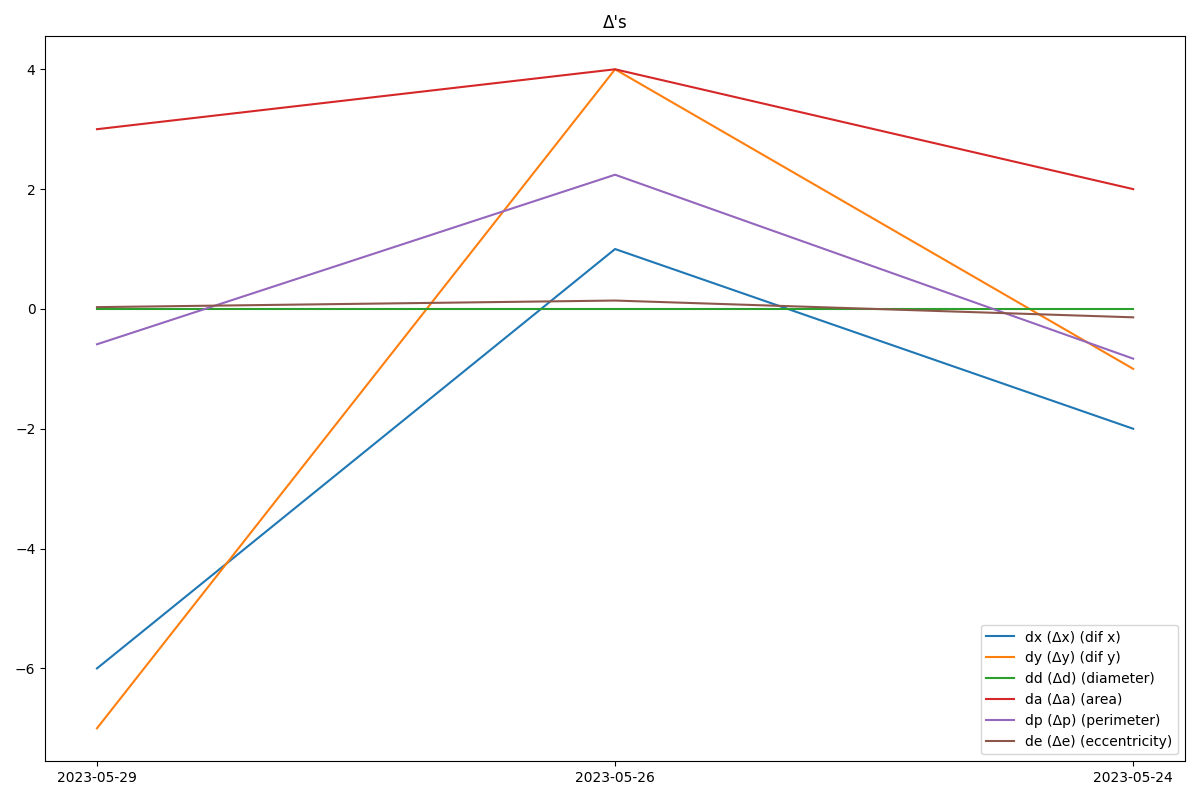 Δ's
4
2
0
−2
−4
−6
2023-05-29
2023-05-26
2023-05-24
dx (Δx) (dif x)
dy (Δy) (dif y)
dd (Δd) (diameter)
da (Δa) (area)
dp (Δp) (perimeter)
de (Δe) (eccentricity)